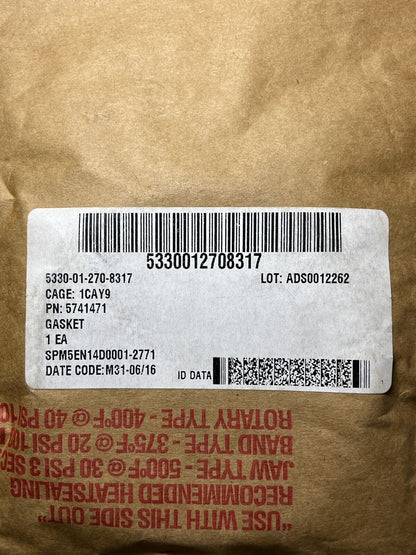 5330012708317
5330-01-270-8317 LOT: ADS0012262
CAGE: 1CAY9
PN: 5741471
GASKET
1 EA
SPM5EN14D0001-2771
DATE CODE:M31-06/16 ID DATA
"USE WITH THIS SIDE OUT"
RECOMMENDED HEATSEALING
JAW TYPE - 500°F @ 30 PSI 3 SEC
BAND TYPE - 375°F @ 20 PSI
ROTARY TYPE - 400°F @ 40 PSI